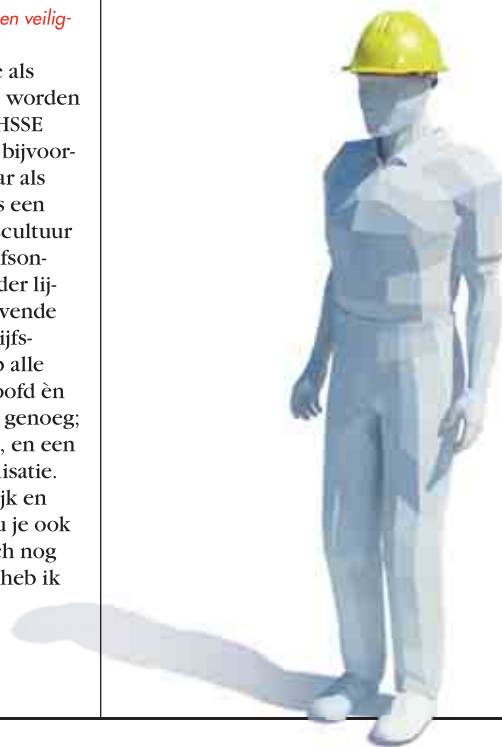 en veilig-
als
worden
HSSE
bijvoor-
ar als
s een
cultuur
fson-
der lij-
vende
ijfs-
alle
oofd èn
genoeg;
, en een
isatie.
jk en
u je ook
ch nog
heb ik